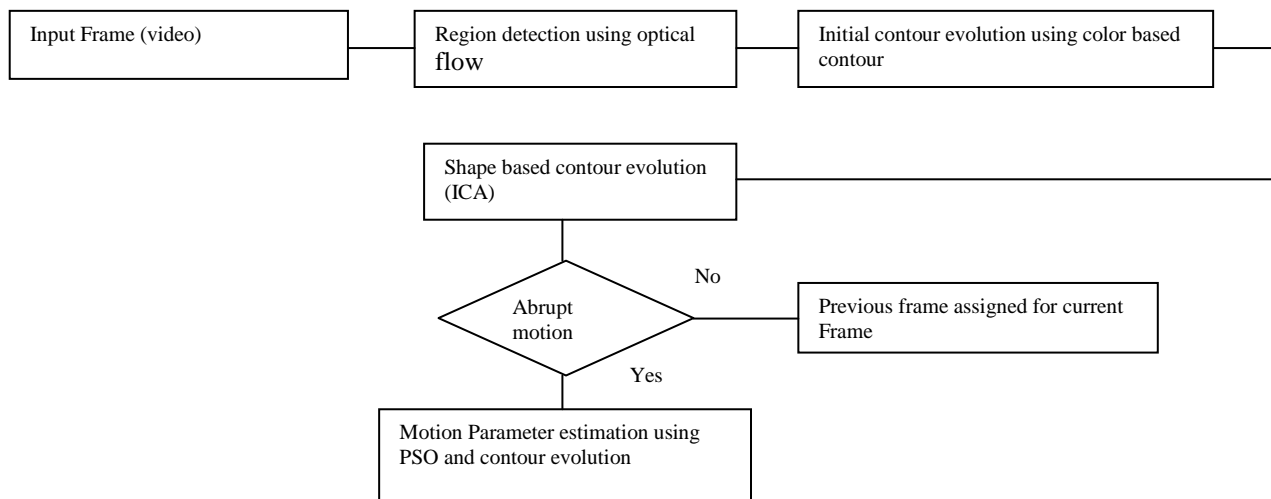 Input Frame (video)
Region detection using optical
flow
Initial contour evolution using color based
contour
Shape based contour evolution
(ICA)
Abrupt
motion
No
Previous frame assigned for current
Frame
Yes
Motion Parameter estimation using
PSO and contour evolution